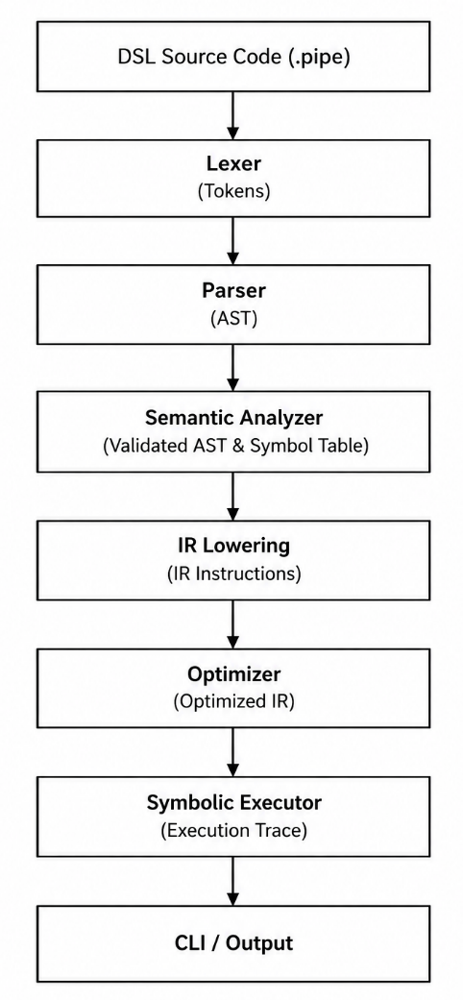 DSL Source Code (.pipe)
Lexer
(Tokens)
Parser
(AST)
Semantic Analyzer
(Validated AST & Symbol Table)
IR Lowering
(IR Instructions)
Optimizer
(Optimized IR)
Symbolic Executor
(Execution Trace)
CLI / Output